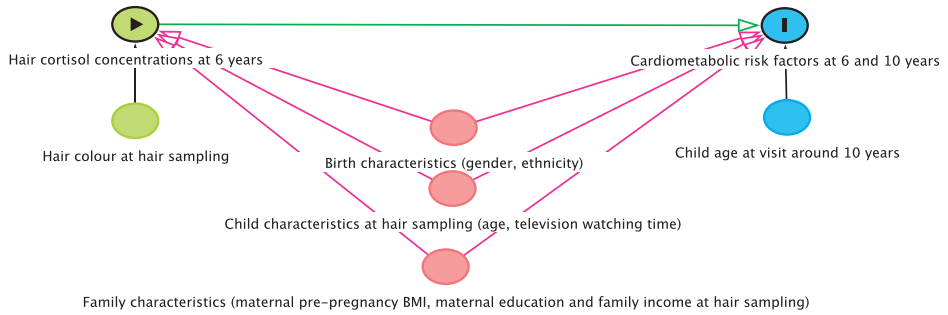 Hair cortisol concentrations at 6 years
Cardiometabolic risk factors at 6 and 10 years
Hair colour at hair sampling
Child age at visit around 10 years
Birth characteristics (gender, ethnicity)
Child characteristics at hair sampling (age, television watching time)
Family characteristics (maternal pre-pregnancy BMI, maternal education and family income at hair sampling)